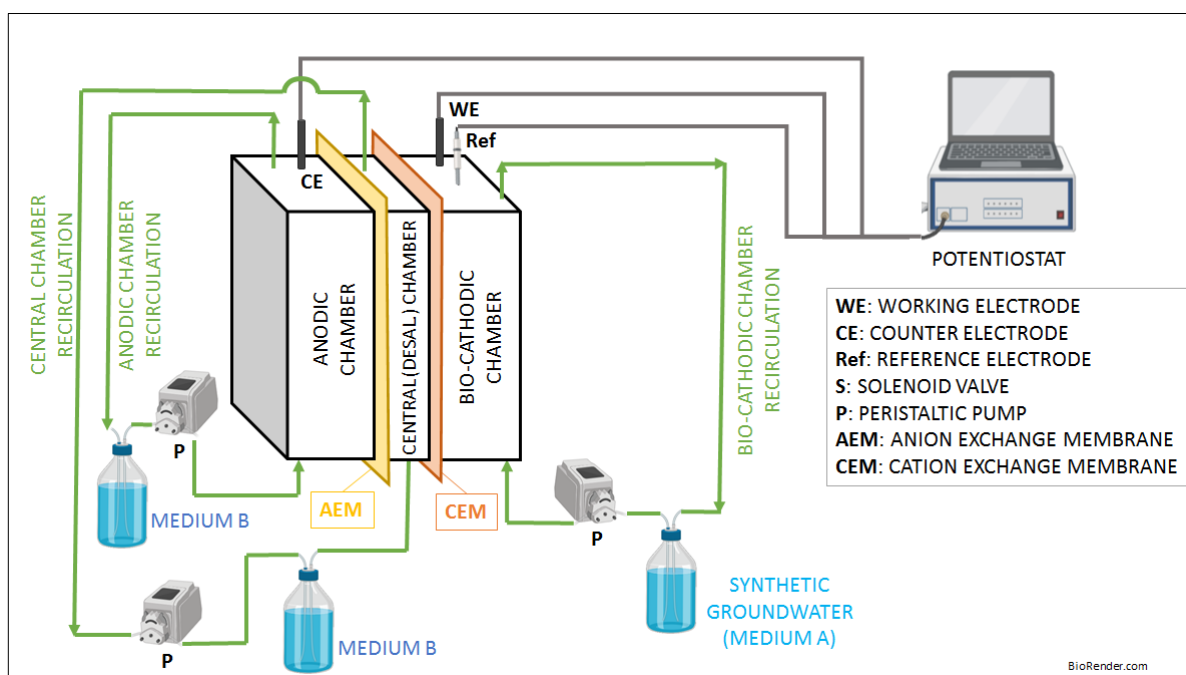 WE
Ref
CE
CENTRAL CHAMBER
RECIRCULATION
ANODIC CHAMBER
RECIRCULATION
ANODIC
CHAMBER
CENTRAL(DESAL) CHAMBER
BIO-CATHODIC
CHAMBER
BIO-CATHODIC CHAMBER
RECIRCULATION
POTENTIOSTAT
WE: WORKING ELECTRODE
CE: COUNTER ELECTRODE
Ref: REFERENCE ELECTRODE
S: SOLENOID VALVE
P: PERISTALTIC PUMP
AEM: ANION EXCHANGE MEMBRANE
CEM: CATION EXCHANGE MEMBRANE
P
AEM
CEM
MEDIUM B
P
SYNTHETIC
GROUNDWATER
(MEDIUM A)
P
MEDIUM B
BioRender.com